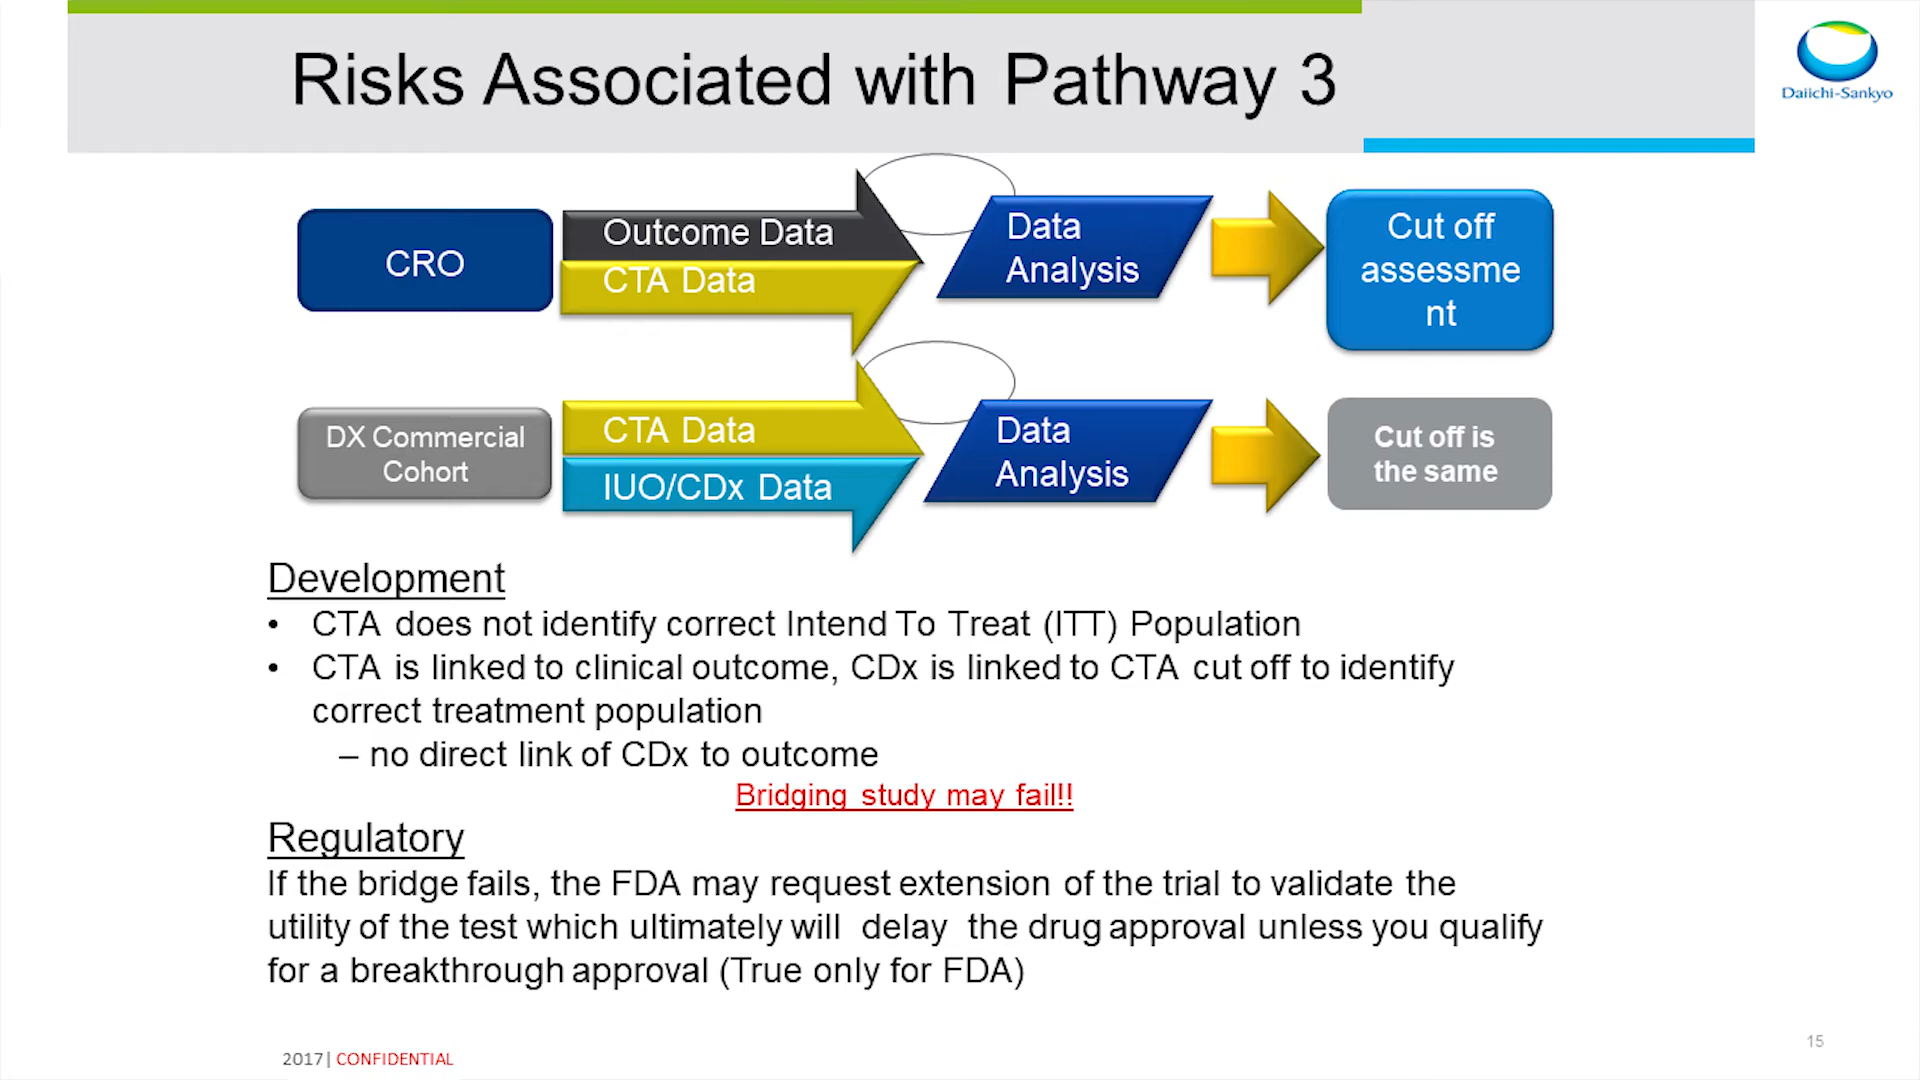 Risks Associated with Pathway 3
Daiichi-Sankyo
CRO
Outcome Data
CTA Data
Data
Analysis
Cut off
assessme
nt
DX Commercial
Cohort
CTA Data
IUO/CDx Data
Data
Analysis
Cut off is
the same
Development
• CTA does not identify correct Intend To Treat (ITT) Population
• CTA is linked to clinical outcome, CDx is linked to CTA cut off to identify
correct treatment population
– no direct link of CDx to outcome
Bridging study may fail!!
Regulatory
If the bridge fails, the FDA may request extension of the trial to validate the
utility of the test which ultimately will delay the drug approval unless you qualify
for a breakthrough approval (True only for FDA)
2017| CONFIDENTIAL
15